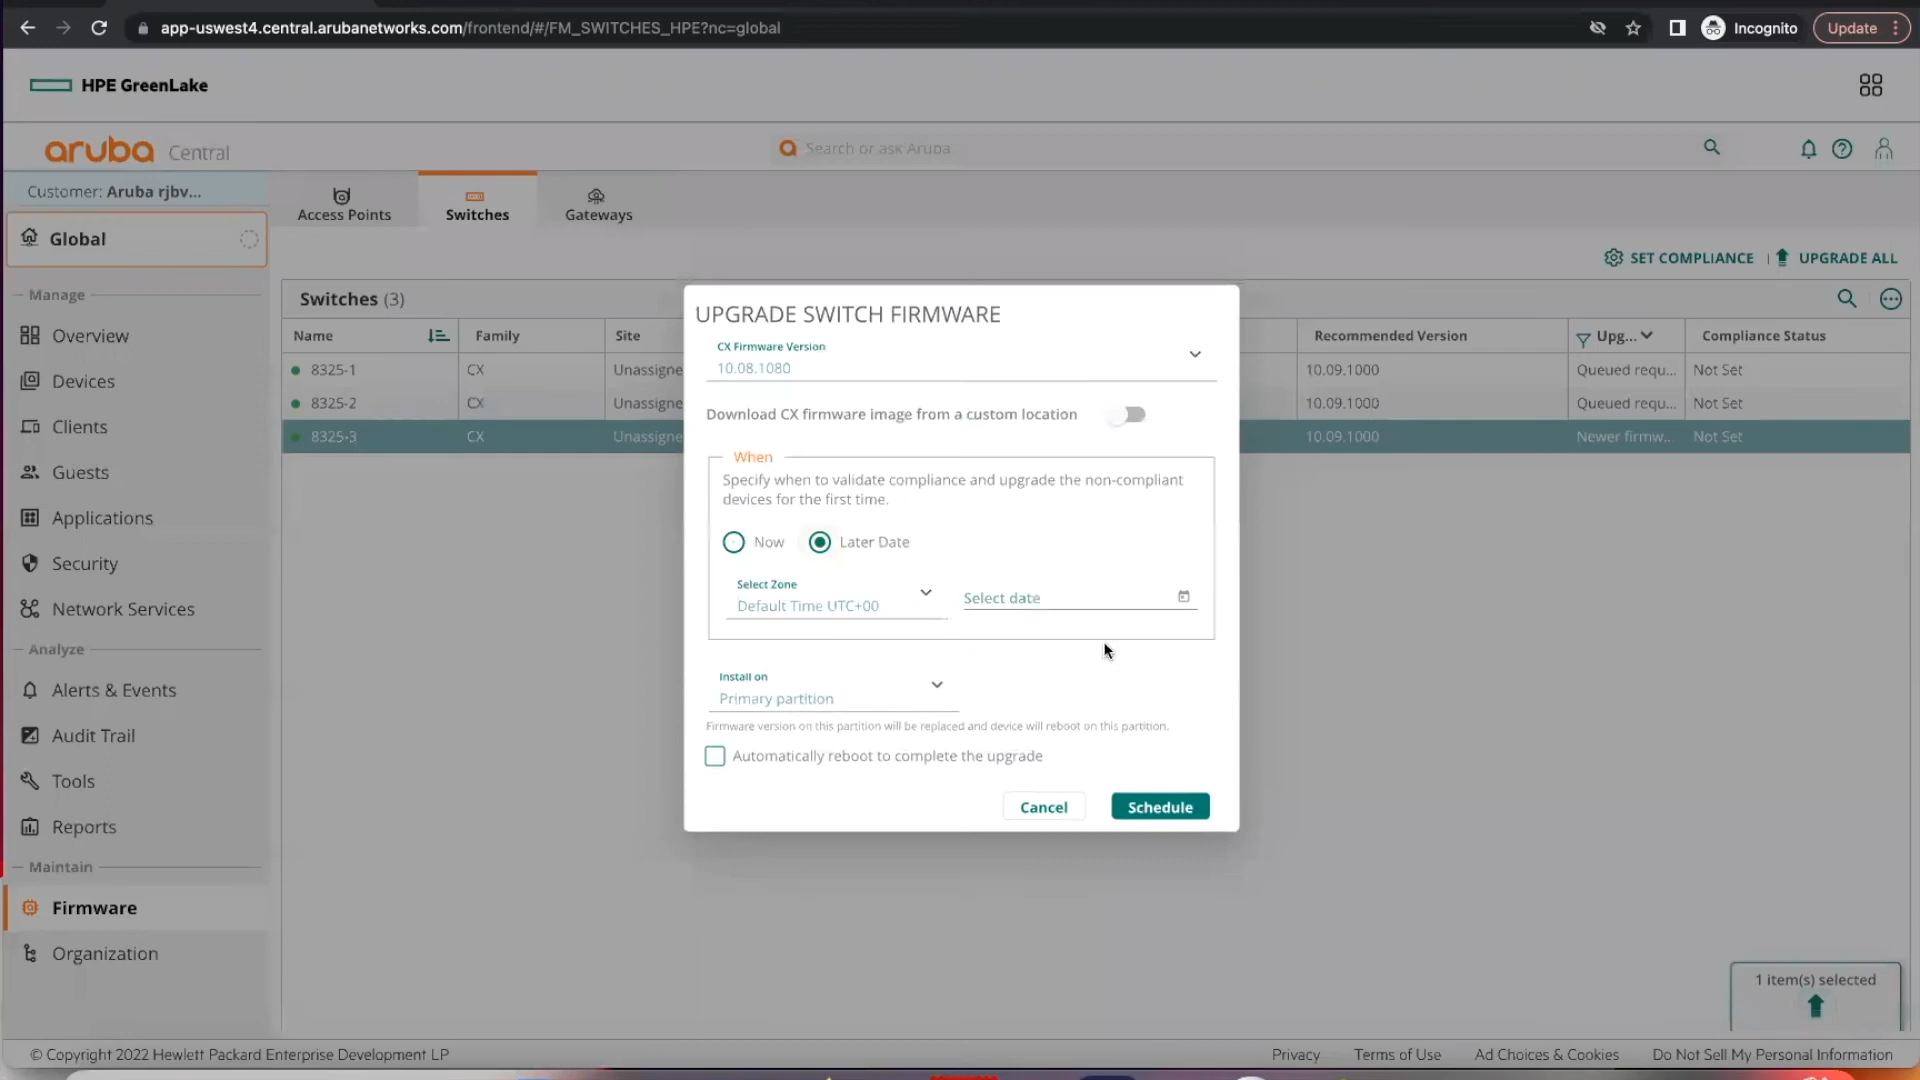 app-uswest4.central.arubanetworks.com/frontend/#/FM_SWITCHES_HPE?nc=global
Incognito
Update
HPE GreenLake
aruba Central
Search or ask Aruba
Customer: Aruba rjbv...
Access Points
Switches
Gateways
Global
SET COMPLIANCE
UPGRADE ALL
Manage
Switches (3)
Name
Family
Site
Recommended Version
Upg...
Compliance Status
8325-1
CX
Unassigne
10.09.1000
Queued requ...
Not Set
8325-2
CX
Unassigne
10.09.1000
Queued requ...
Not Set
8325-3
CX
Unassigne
10.09.1000
Newer firmw...
Not Set
Overview
Devices
Clients
Guests
Applications
Security
Network Services
Analyze
Alerts & Events
Audit Trail
Tools
Reports
Maintain
Firmware
Organization
UPGRADE SWITCH FIRMWARE
CX Firmware Version
10.08.1080
Download CX firmware image from a custom location
When
Specify when to validate compliance and upgrade the non-compliant
devices for the first time.
Now
Later Date
Select Zone
Default Time UTC+00
Select date
Install on
Primary partition
Firmware version on this partition will be replaced and device will reboot on this partition.
Automatically reboot to complete the upgrade
Cancel
Schedule
1 item(s) selected
© Copyright 2022 Hewlett Packard Enterprise Development LP
Privacy
Terms of Use
Ad Choices & Cookies
Do Not Sell My Personal Information